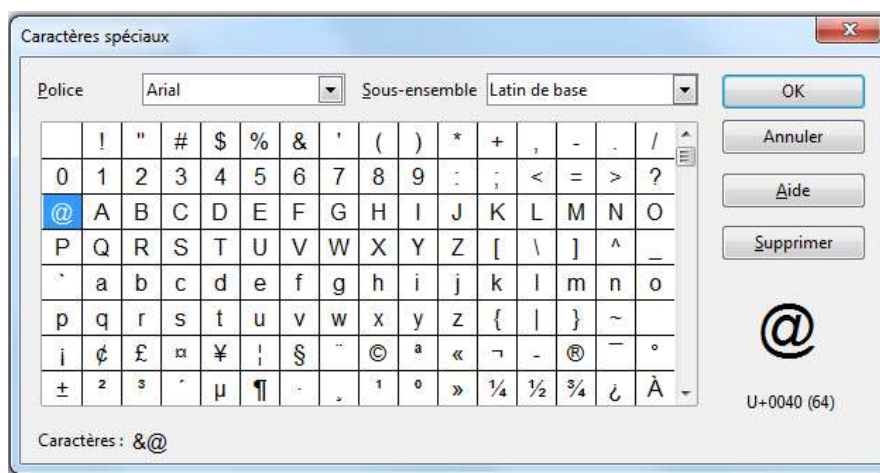 Caractères spéciaux
Police Arial Sous-ensemble Latin de base OK
! " # $ % & ' ( ) * + , - . / Annuler
0 1 2 3 4 5 6 7 8 9 : ; < = > ?
@ A B C D E F G H I J K L M N O Aide
P Q R S T U V W X Y Z [ \ ] ^ _ Supprimer
` a b c d e f g h i j k l m n o
p q r s t u v w x y z { | } ~
¡ ¢ £ ¤ ¥ ¦ § ¨ © ª « ¬ - ® ¯ ° @
± ² ³ ´ µ ¶ · ¸ ¹ º » ¼ ½ ¾ ¿ À
U+0040 (64)
Caractères : &@